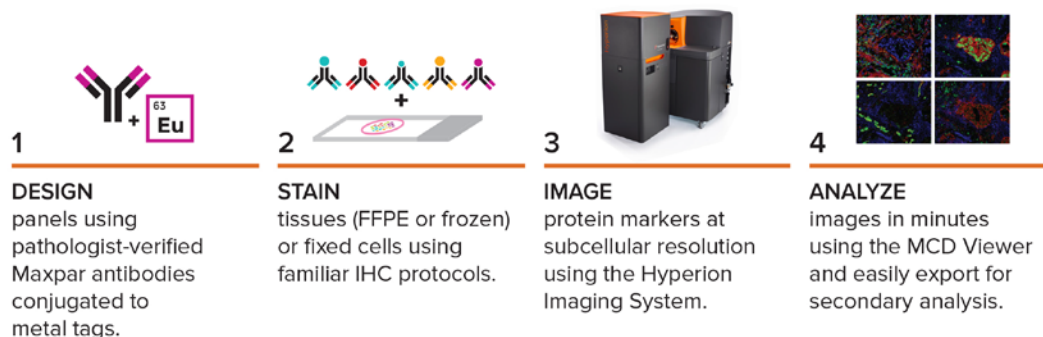 63
Eu
+
+
1
DESIGN
panels using
pathologist-verified
Maxpar antibodies
conjugated to
metal tags.
2
STAIN
tissues (FFPE or frozen)
or fixed cells using
familiar IHC protocols.
3
IMAGE
protein markers at
subcellular resolution
using the Hyperion
Imaging System.
4
ANALYZE
images in minutes
using the MCD Viewer
and easily export for
secondary analysis.